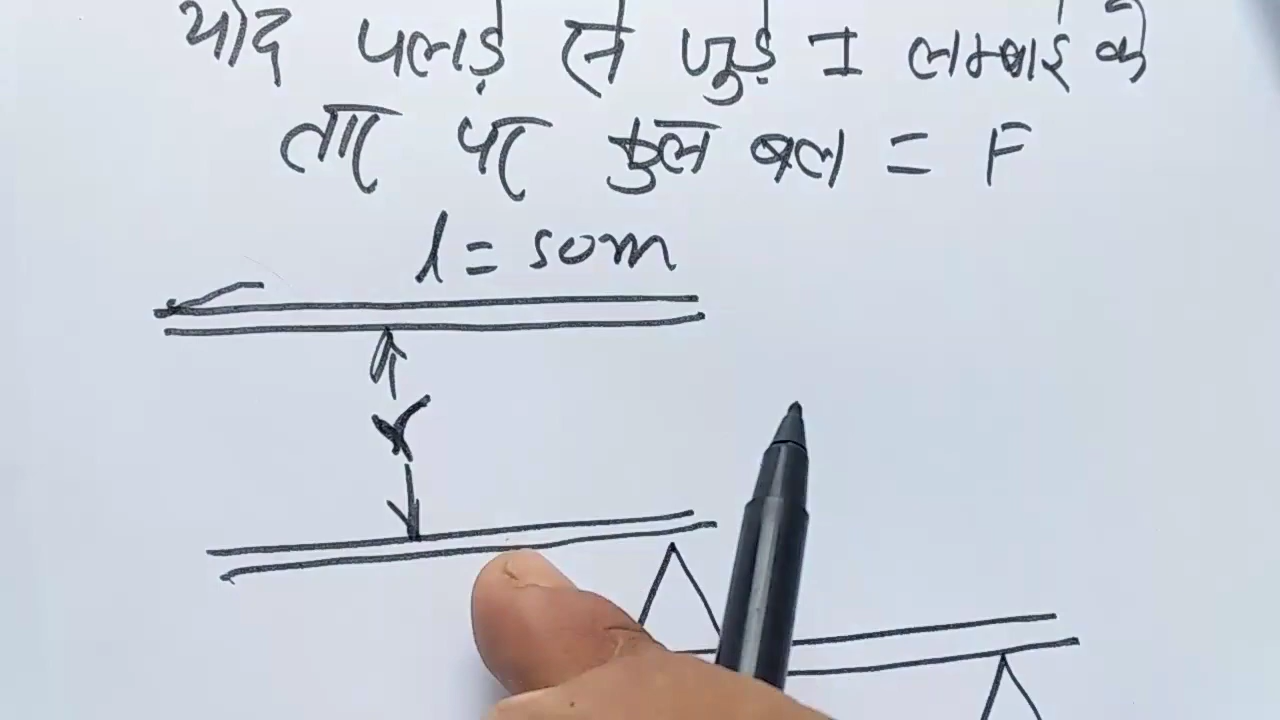 यदि पलड़े से जुड़े I लम्बाई के
तार पर कुल बल = F
l = 50m
r